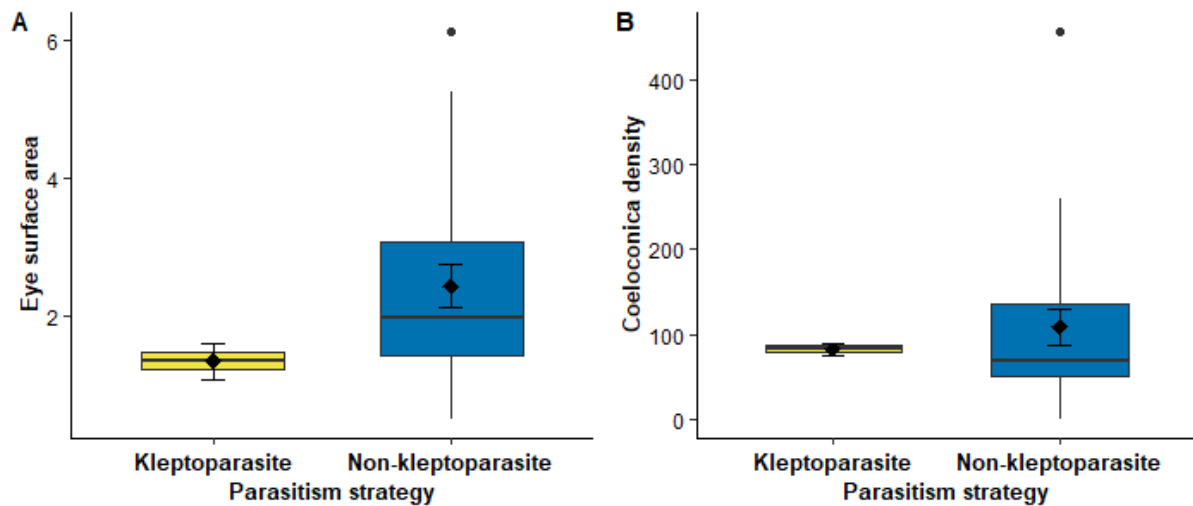 A
Eye surface area
6
4
2
Kleptoparasite Non-kleptoparasite
Parasitism strategy
B
Coeloconica density
400
300
200
100
0
Kleptoparasite Non-kleptoparasite
Parasitism strategy